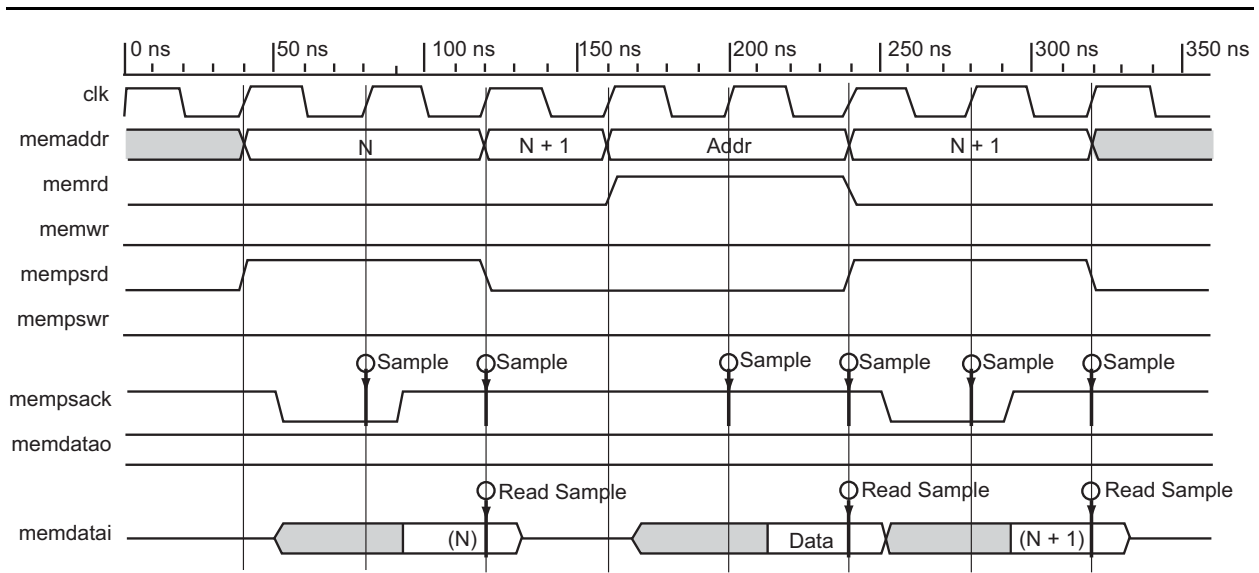 0 ns 50 ns 100 ns 150 ns 200 ns 250 ns 300 ns 350 ns
clk
memaddr N N + 1 Addr N + 1
memrd
memwr
mempsrd
mempswr
Sample Sample Sample Sample Sample Sample
mempsack
memdatao
Read Sample Read Sample Read Sample
memdatai (N) Data (N + 1)